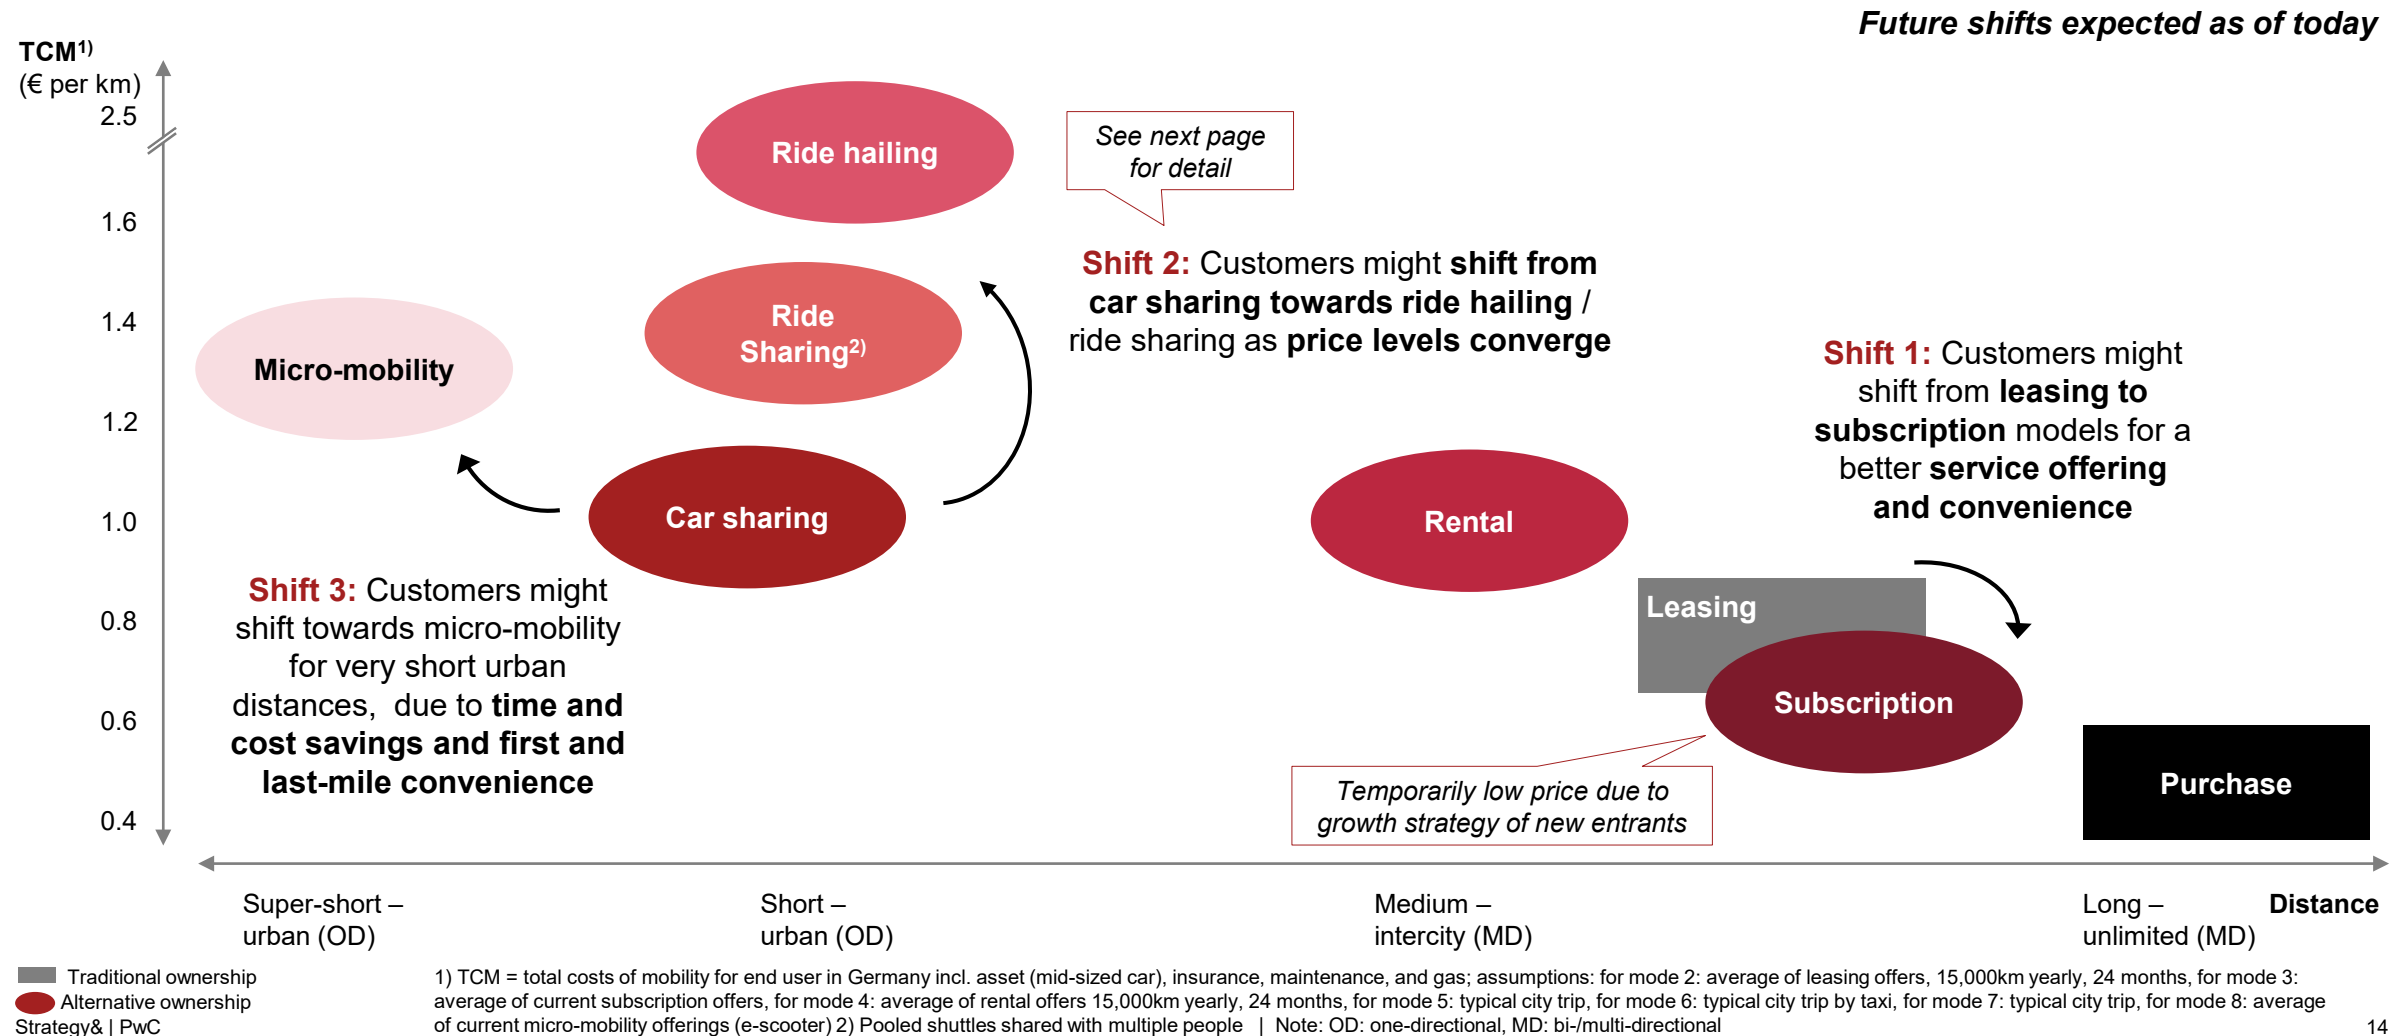 Future shifts expected as of today
TCM1)
(€ per km)
2.5
1.6
1.4
1.2
1.0
0.8
0.6
0.4
Ride hailing
See next page
for detail
Ride
Sharing2)
Shift 2: Customers might shift from
car sharing towards ride hailing /
ride sharing as price levels converge
Micro-mobility
Shift 1: Customers might
shift from leasing to
subscription models for a
better service offering
and convenience
Car sharing
Rental
Shift 3: Customers might
shift towards micro-mobility
for very short urban
distances,  due to time and
cost savings and first and
last-mile convenience
Leasing
Subscription
Temporarily low price due to
growth strategy of new entrants
Purchase
Super-short –
urban (OD)
Short –
urban (OD)
Medium –
intercity (MD)
Long –
unlimited (MD)
Distance
Traditional ownership
Alternative ownership
Strategy& | PwC
1) TCM = total costs of mobility for end user in Germany incl. asset (mid-sized car), insurance, maintenance, and gas; assumptions: for mode 2: average of leasing offers, 15,000km yearly, 24 months, for mode 3:
average of current subscription offers, for mode 4: average of rental offers 15,000km yearly, 24 months, for mode 5: typical city trip, for mode 6: typical city trip by taxi, for mode 7: typical city trip, for mode 8: average
of current micro-mobility offerings (e-scooter) 2) Pooled shuttles shared with multiple people | Note: OD: one-directional, MD: bi-/multi-directional
14